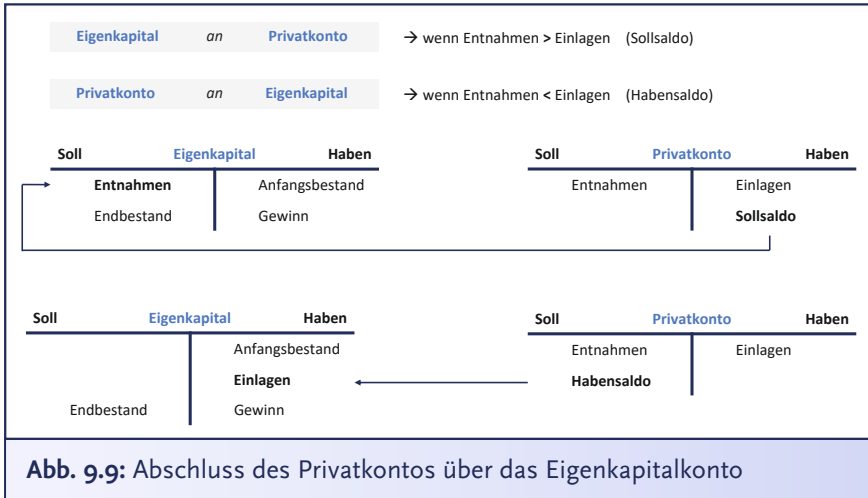 Eigenkapital an Privatkonto → wenn Entnahmen > Einlagen (Sollsaldo)
Privatkonto an Eigenkapital → wenn Entnahmen < Einlagen (Habensaldo)
Soll Eigenkapital Haben
Entnahmen Anfangsbestand
Endbestand Gewinn
Soll Privatkonto Haben
Entnahmen Einlagen
Sollsaldo
Soll Eigenkapital Haben
Anfangsbestand
Einlagen
Endbestand Gewinn
Soll Privatkonto Haben
Entnahmen Einlagen
Habensaldo
Abb. 9.9: Abschluss des Privatkontos über das Eigenkapitalkonto